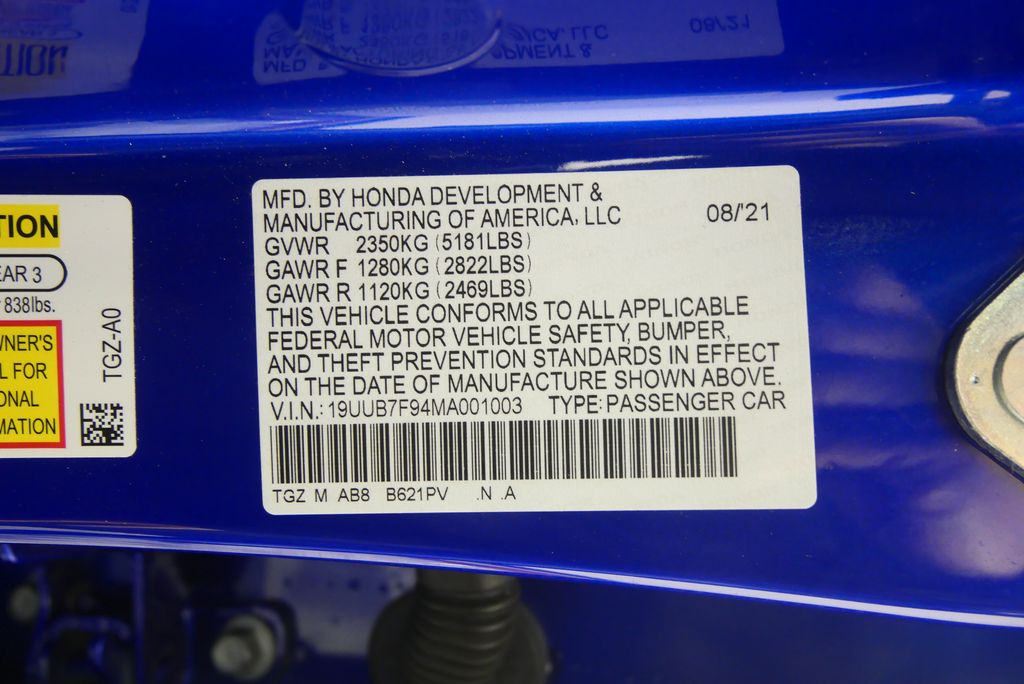 TION
EAR 3
838lbs.
WNER'S
L FOR
ONAL
MATION
TGZ-A0
MFD. BY HONDA DEVELOPMENT &
MANUFACTURING OF AMERICA, LLC 08/'21
GVWR 2350KG (5181LBS)
GAWR F 1280KG (2822LBS)
GAWR R 1120KG (2469LBS)
THIS VEHICLE CONFORMS TO ALL APPLICABLE
FEDERAL MOTOR VEHICLE SAFETY, BUMPER,
AND THEFT PREVENTION STANDARDS IN EFFECT
ON THE DATE OF MANUFACTURE SHOWN ABOVE.
V.I.N.: 19UUB7F94MA001003 TYPE: PASSENGER CAR
TGZ M AB8 B621PV .N .A